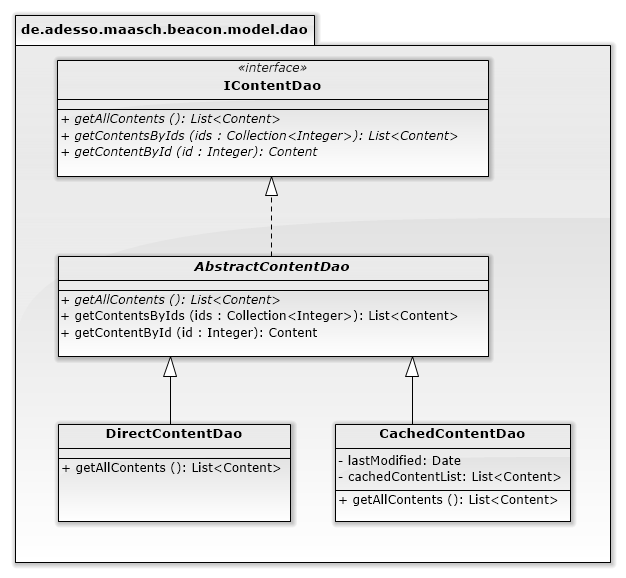 de.adesso.maasch.beacon.model.dao
«interface»
IContentDao
+ getAllContents (): List<Content>
+ getContentsByIds (ids : Collection<Integer>): List<Content>
+ getContentById (id : Integer): Content
AbstractContentDao
+ getAllContents (): List<Content>
+ getContentsByIds (ids : Collection<Integer>): List<Content>
+ getContentById (id : Integer): Content
DirectContentDao
+ getAllContents (): List<Content>
CachedContentDao
- lastModified: Date
- cachedContentList: List<Content>
+ getAllContents (): List<Content>